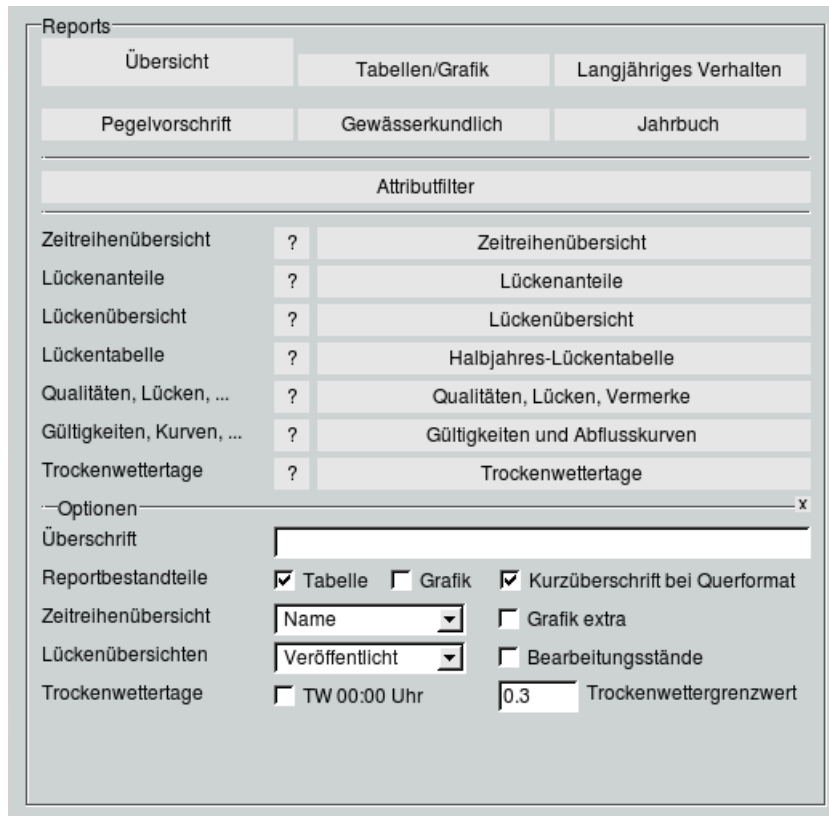 Reports
Übersicht Tabellen/Grafik Langjähriges Verhalten
Pegelvorschrift Gewässerkundlich Jahrbuch
Attributfilter
Zeitreihenübersicht ? Zeitreihenübersicht
Lückenanteile ? Lückenanteile
Lückenübersicht ? Lückenübersicht
Lückentabelle ? Halbjahres-Lückentabelle
Qualitäten, Lücken, ... ? Qualitäten, Lücken, Vermerke
Gültigkeiten, Kurven, ... ? Gültigkeiten und Abflusskurven
Trockenwettertage ? Trockenwettertage
Optionen x
Überschrift
Reportbestandteile Tabelle Grafik Kurzüberschrift bei Querformat
Zeitreihenübersicht Name Grafik extra
Lückenübersichten Veröffentlicht Bearbeitungsstände
Trockenwettertage TW 00:00 Uhr 0.3 Trockenwettergrenzwert